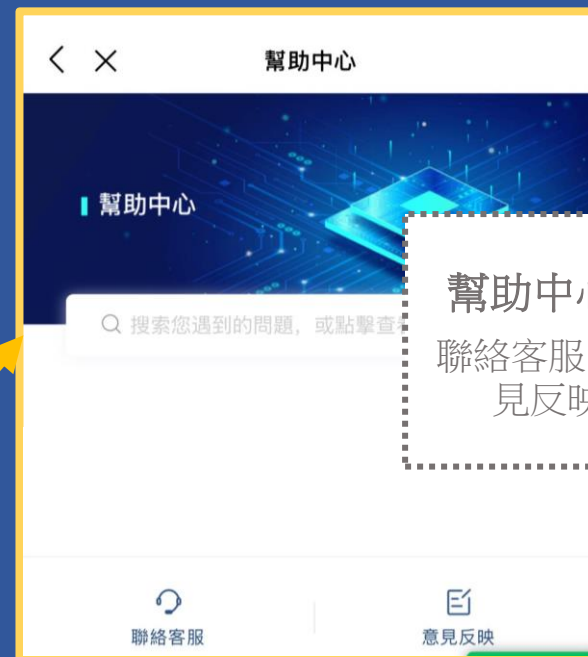 幫助中心
幫助中心
搜索您遇到的問題，或點擊查
幫助中
聯絡客服
見反
聯絡客服
意見反映